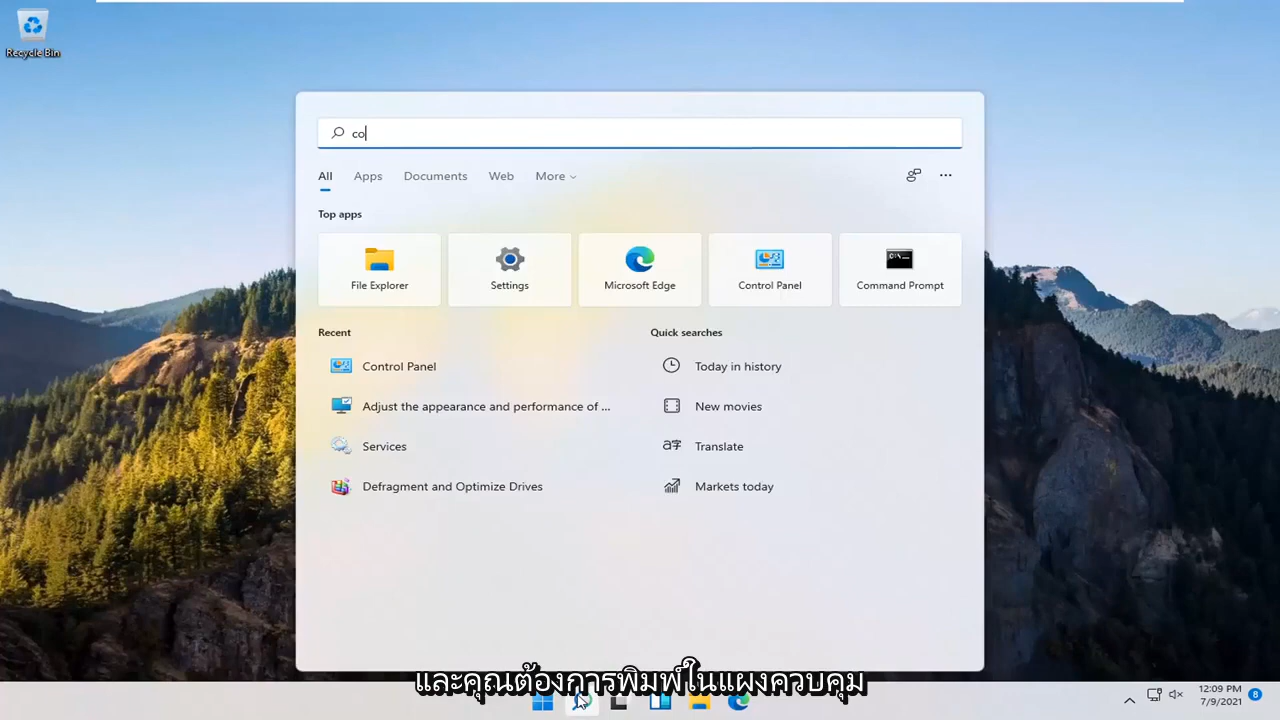 Recycle Bin
co
All Apps Documents Web More
Top apps
File Explorer Settings Microsoft Edge Control Panel Command Prompt
Recent Quick searches
Control Panel Today in history
Adjust the appearance and performance of ... New movies
Services Translate
Defragment and Optimize Drives Markets today
และคุณต้องการพิมพ์ในแผงควบคุม
12:09 PM
7/9/2021 8